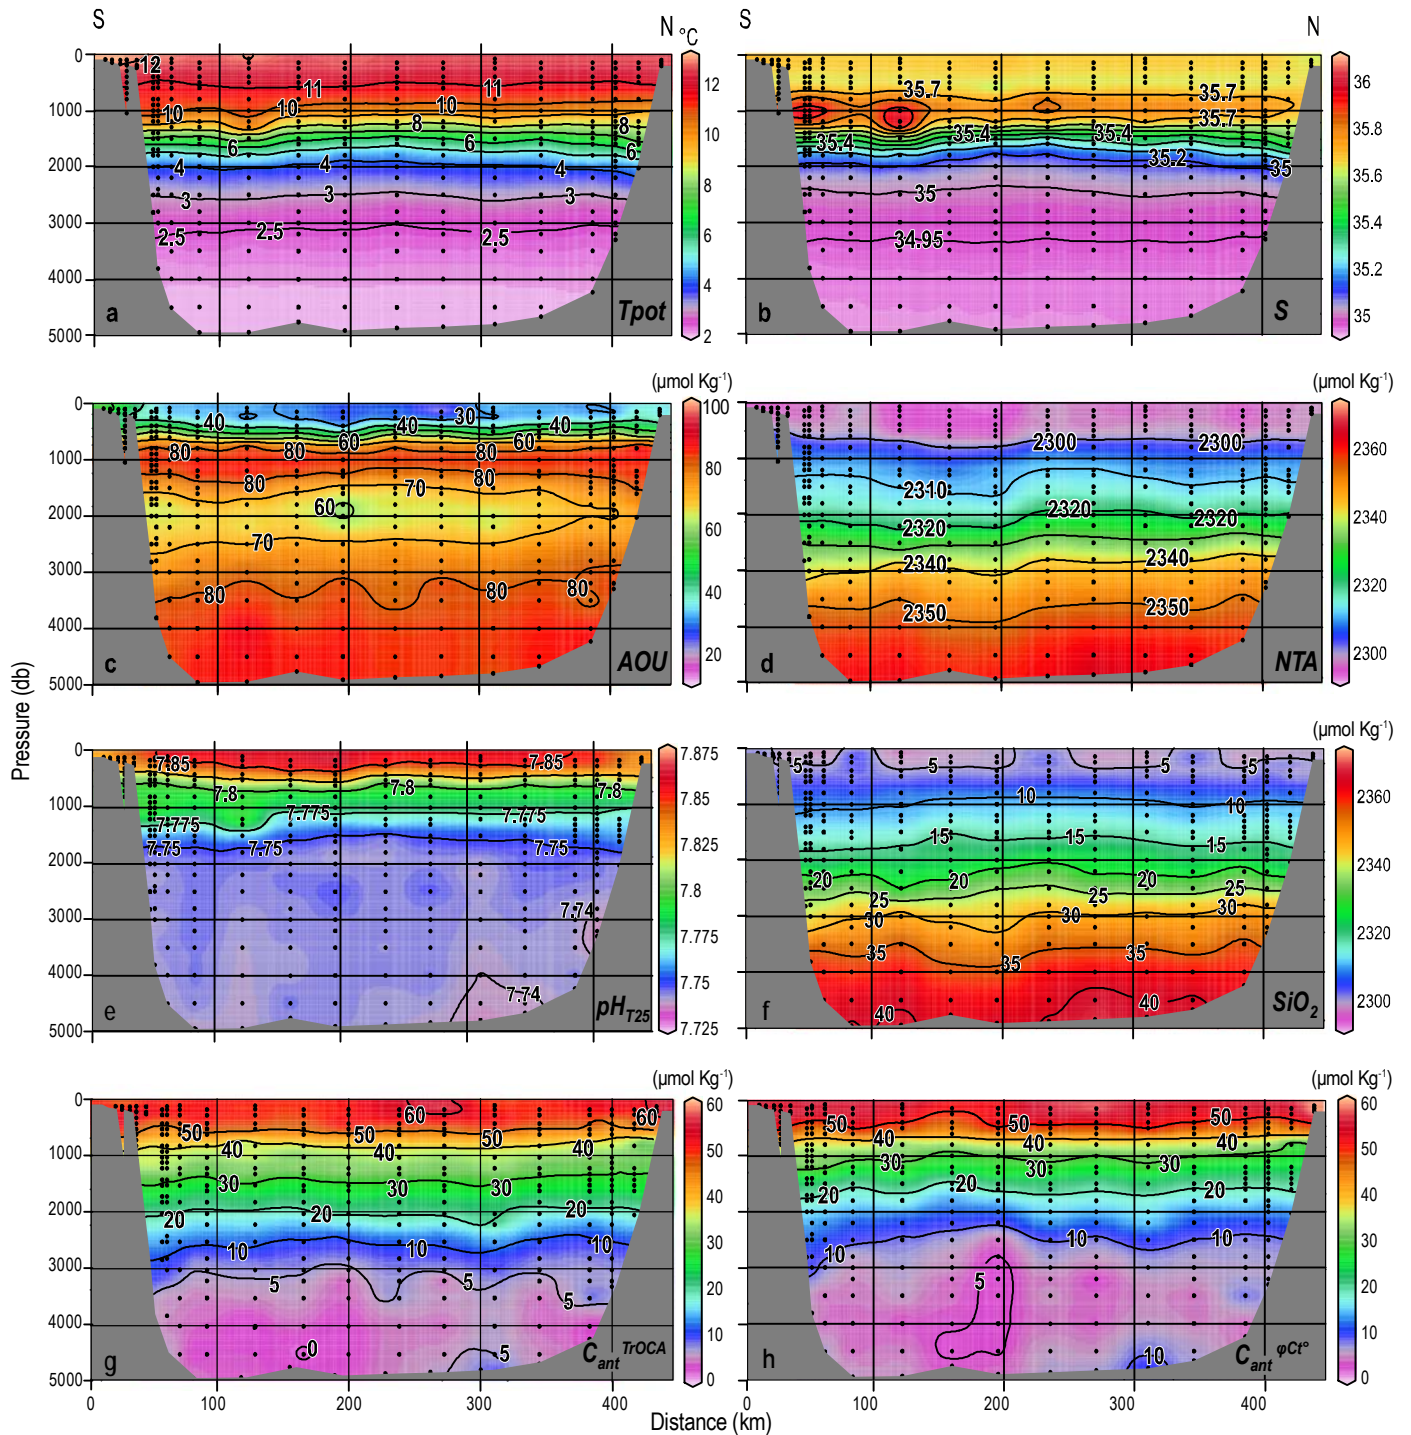 S N °C S N
0 1000 2000 3000 4000 5000
12 11 11 10 10 10 8 8 6 6 6 4 4 4 3 3 3 2.5 2.5 2.5
a Tpot
12 10 8 6 4 2
35.7 35.7 35.7 35.4 35.4 35.4 35.2 35 35 34.95
b S
36 35.8 35.6 35.4 35.2 35
(µmol Kg-1) (µmol Kg-1)
0 1000 2000 3000 4000 5000
40 30 40 40 60 60 80 80 80 80 80 70 60 70 80 80 80
c AOU
100 80 60 40 20
2300 2300 2310 2320 2320 2320 2340 2340 2350 2350
d NTA
2360 2340 2320 2300
Pressure (db)
(µmol Kg-1)
0 1000 2000 3000 4000 5000
7.85 7.85 7.8 7.8 7.8 7.775 7.775 7.775 7.75 7.75 7.75 7.74 7.74
e pHT25
7.875 7.85 7.825 7.8 7.775 7.75 7.725
5 5 5 5 10 10 15 15 15 20 20 20 25 25 25 30 30 30 35 35 35 40 40
f SiO2
2360 2340 2320 2300
(µmol Kg-1) (µmol Kg-1)
0 1000 2000 3000 4000 5000
60 60 50 50 50 40 40 40 30 30 20 20 20 10 10 10 5 5 5 0 5
g Cant TrOCA
60 50 40 30 20 10 0
50 50 50 40 40 40 30 30 30 20 20 20 10 10 10 5 10
h Cant φCt°
60 50 40 30 20 10 0
0 100 200 300 400 0 100 200 300 400
Distance (km)